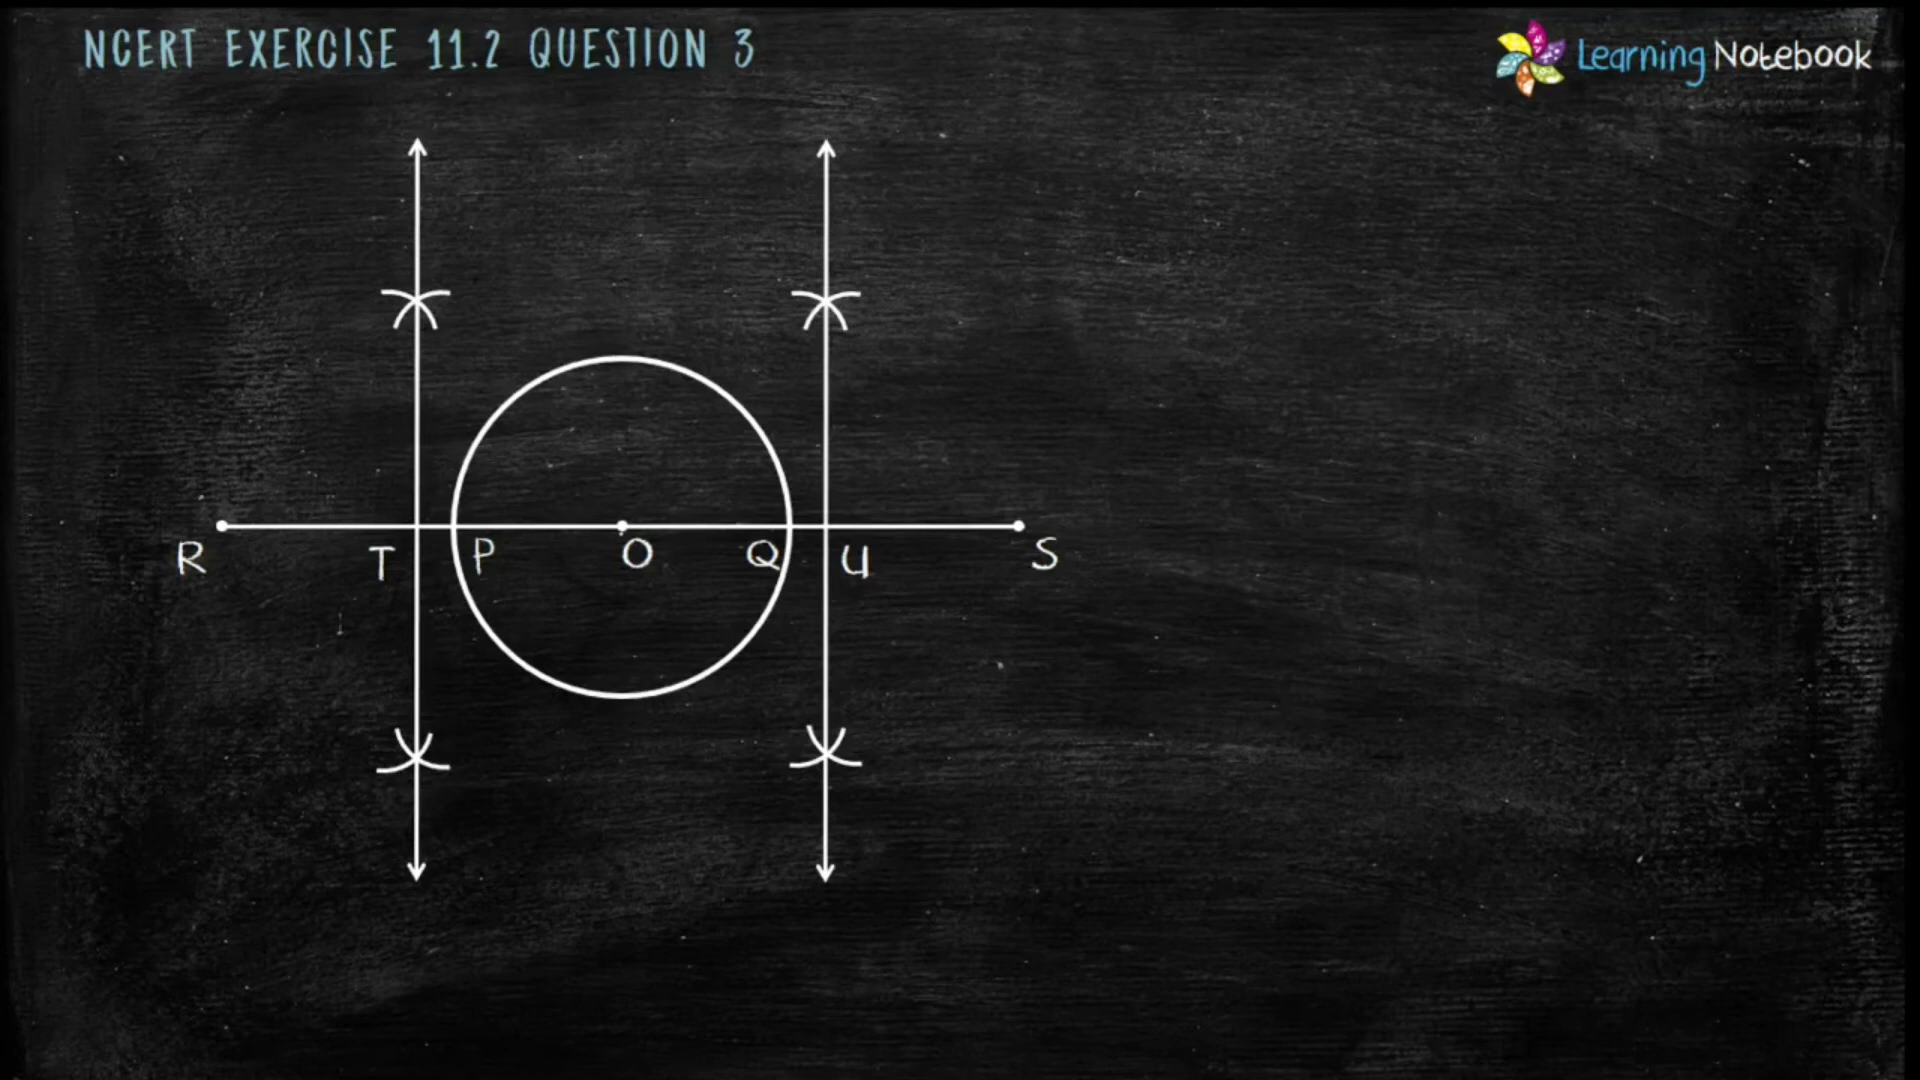 NCERT EXERCISE 11.2 QUESTION 3
Learning Notebook
R T P O Q U S